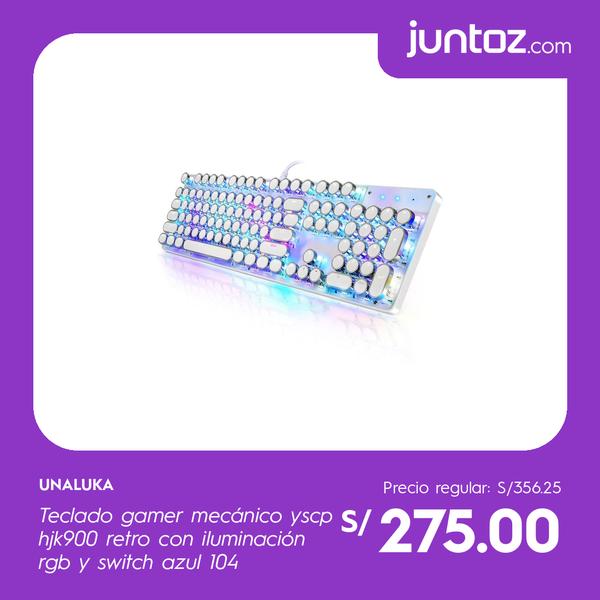 juntoz.com
UNALUKA
Teclado gamer mecánico yscp
hjk900 retro con iluminación
rgb y switch azul 104
Precio regular: S/356.25
S/ 275.00